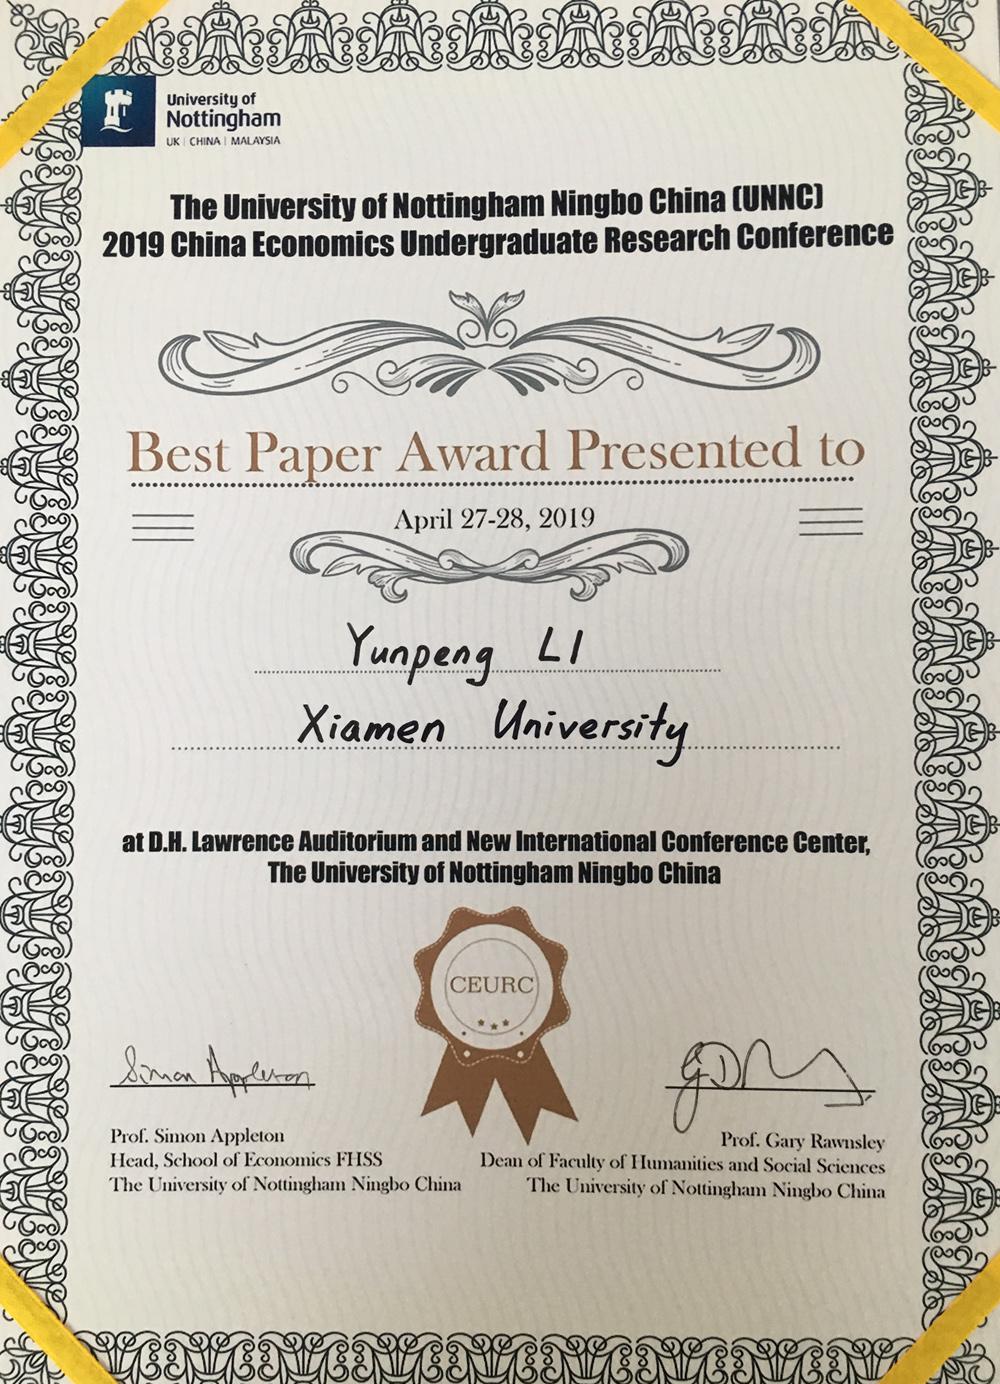 University of
Nottingham
UK | CHINA | MALAYSIA
The University of Nottingham Ningbo China (UNNC)
2019 China Economics Undergraduate Research Conference
Best Paper Award Presented to
April 27-28, 2019
Yunpeng LI
Xiamen University
at D.H. Lawrence Auditorium and New International Conference Center,
The University of Nottingham Ningbo China
CEURC
Simon Appleton
Prof. Simon Appleton
Head, School of Economics FHSS
The University of Nottingham Ningbo China
Prof. Gary Rawnsley
Dean of Faculty of Humanities and Social Sciences
The University of Nottingham Ningbo China